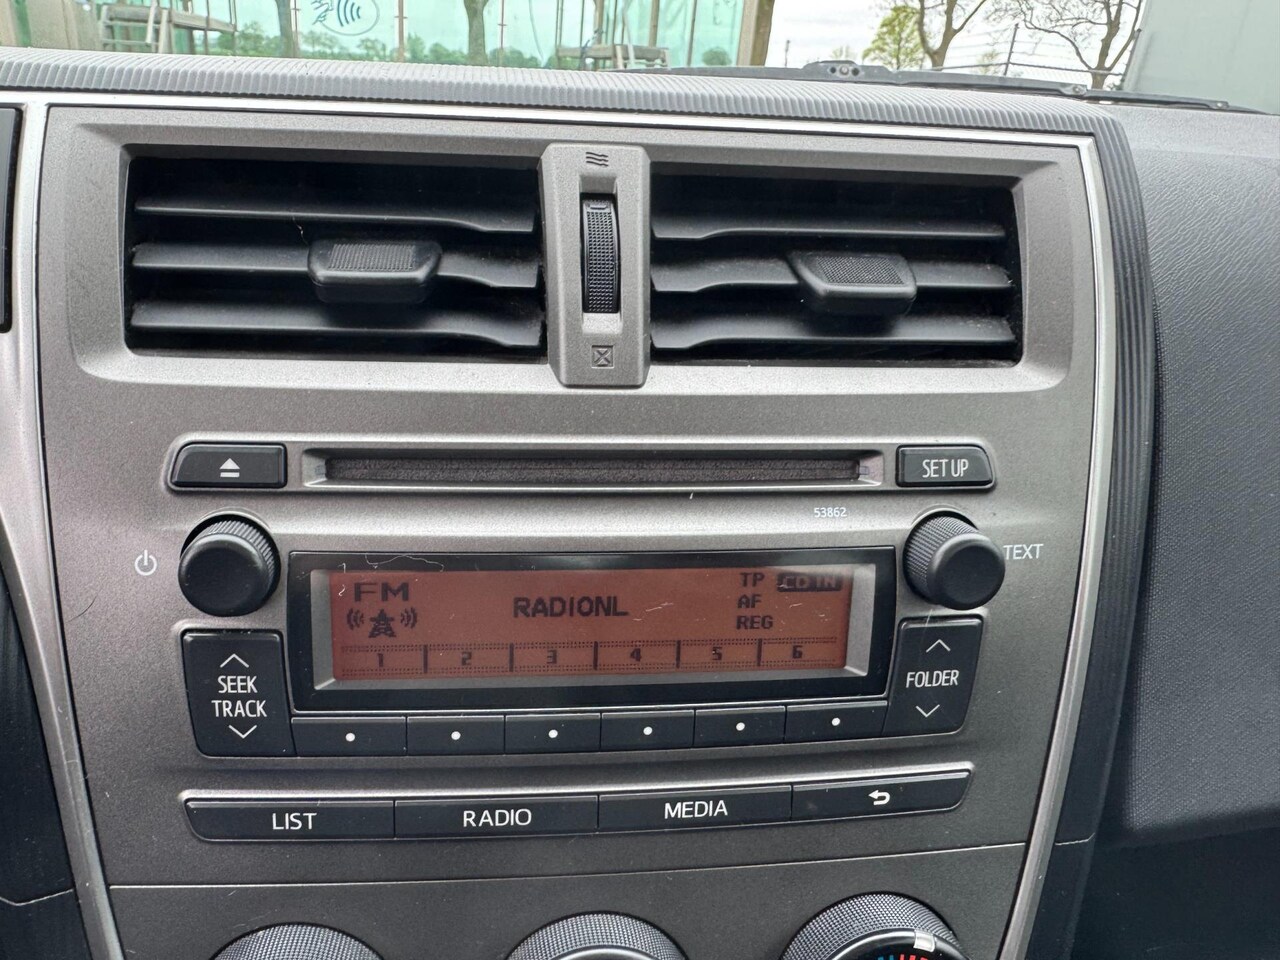 SET UP
53862
TEXT
FM
RADIONL
TP CD IN
AF
REG
1 2 3 4 5 6
SEEK
TRACK
FOLDER
LIST RADIO MEDIA